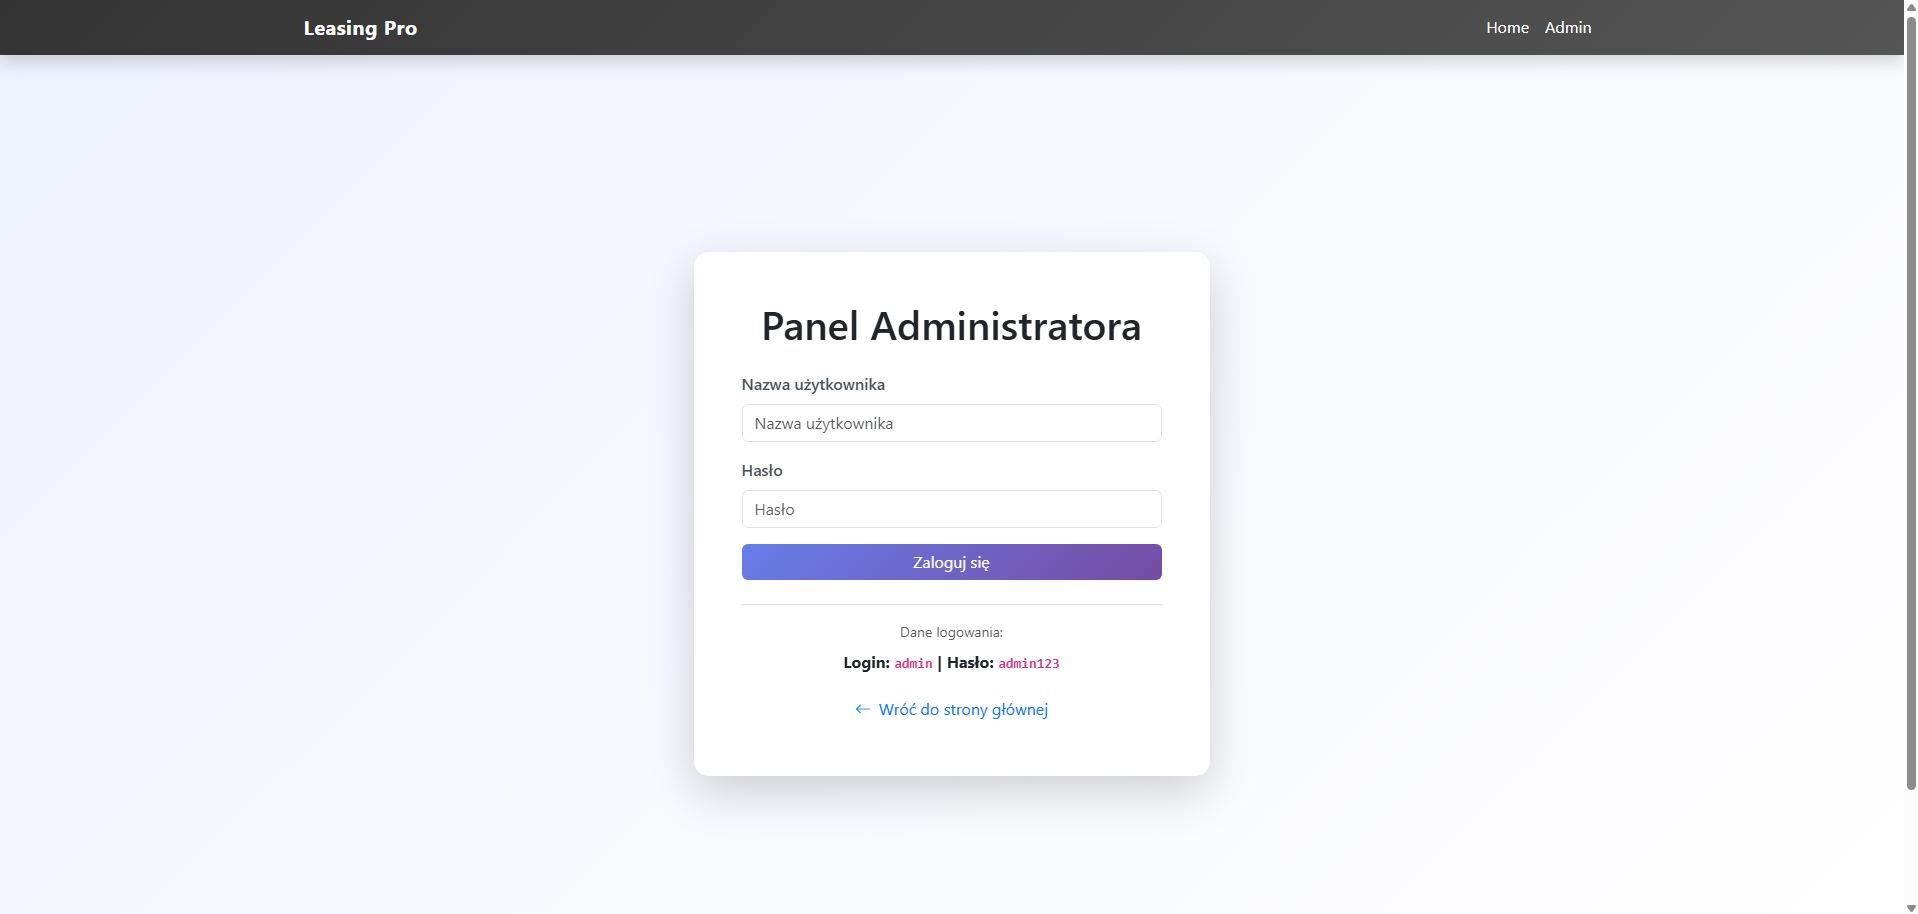 Leasing Pro
Home Admin
Panel Administratora
Nazwa użytkownika
Nazwa użytkownika
Hasło
Hasło
Zaloguj się
Dane logowania:
Login: admin | Hasło: admin123
← Wróć do strony głównej